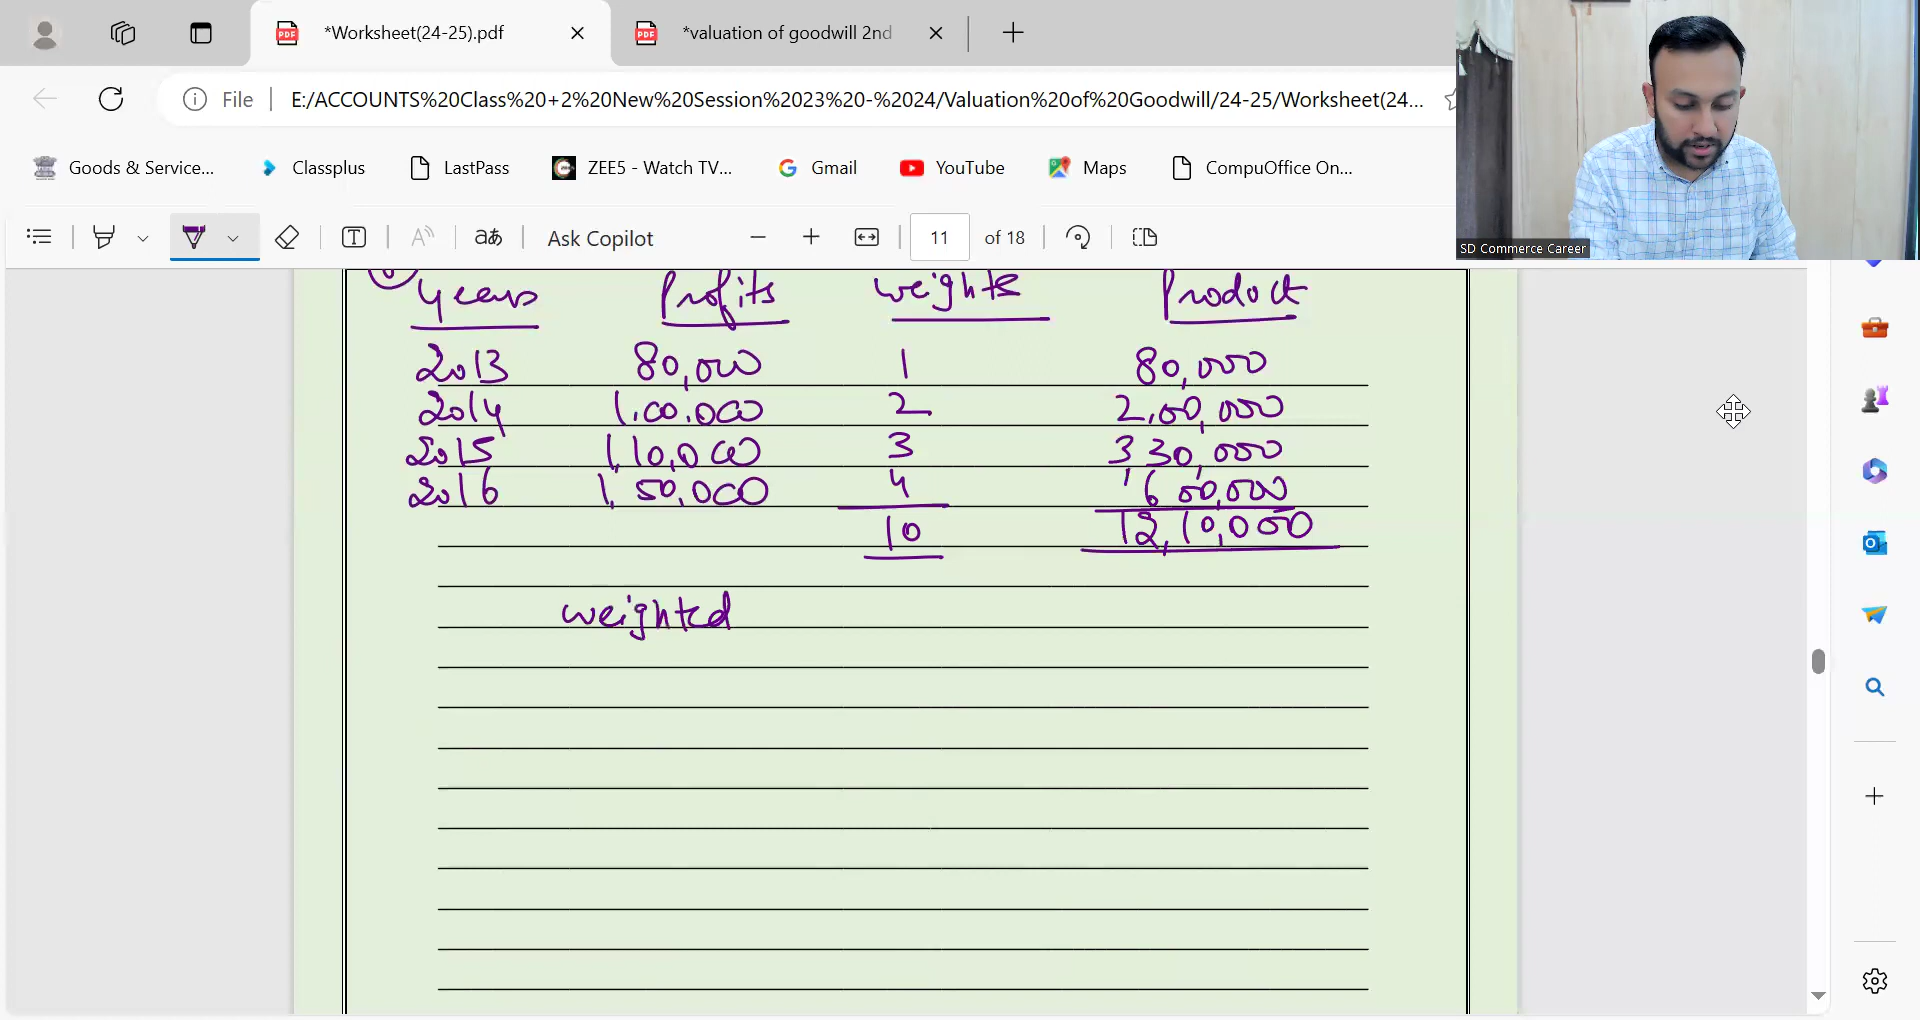 *Worksheet(24-25).pdf
*valuation of goodwill 2nd
File
E:/ACCOUNTS%20Class%20+2%20New%20Session%202023%20-%2024/Valuation%20of%20Goodwill/24-25/Worksheet(24...
Goods & Service...
Classplus
LastPass
ZEE5 - Watch TV...
Gmail
YouTube
Maps
CompuOffice On...
aあ
Ask Copilot
11 of 18
SD Commerce Career
Years Profits weights Product
2013 80,000 1 80,000
2014 1,00,000 2 2,00,000
2015 1,10,000 3 3,30,000
2016 1,50,000 4 6,00,000
10 12,10,000
weighted